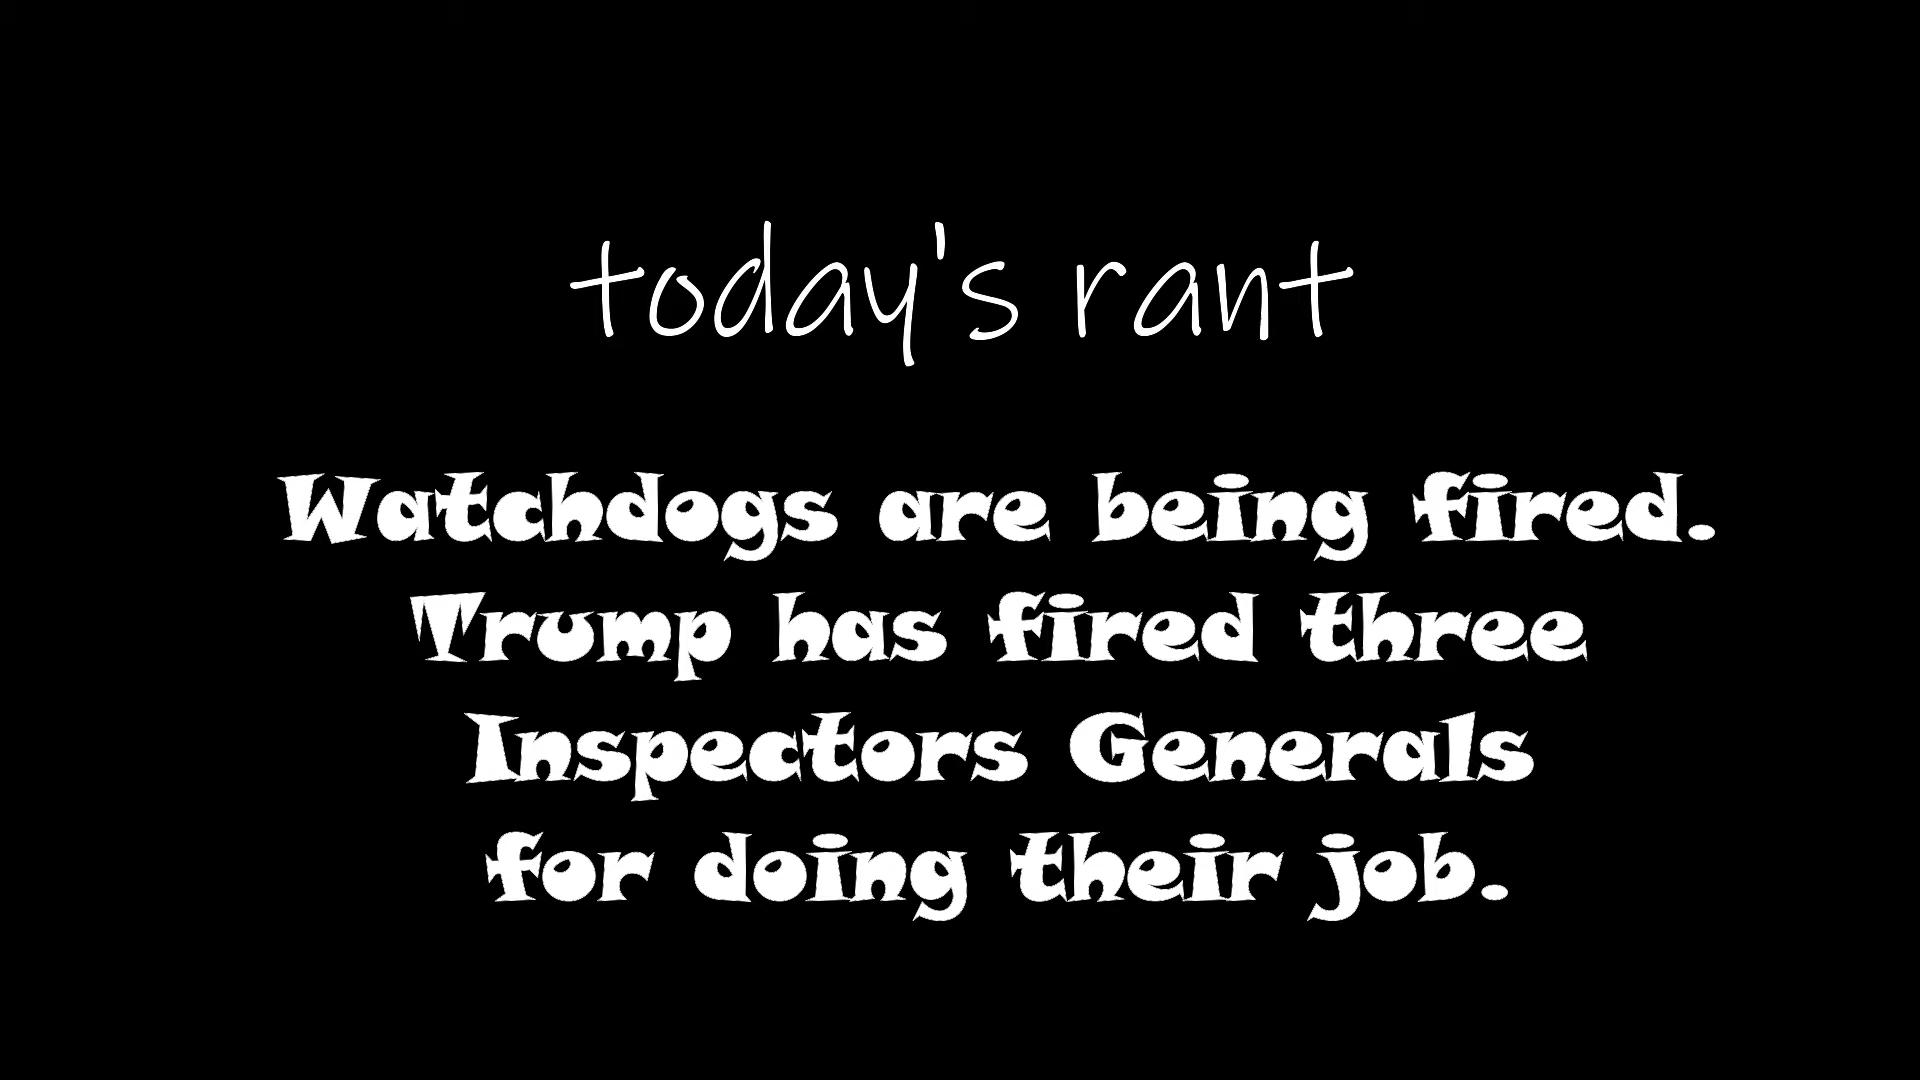 today's rant
Watchdogs are being fired.
Trump has fired three
Inspectors Generals
for doing their job.